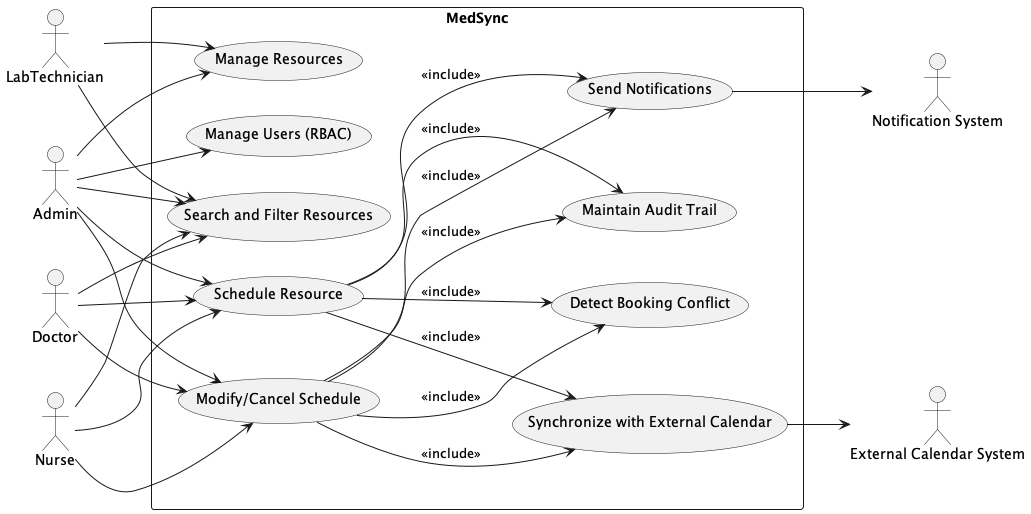 MedSync
LabTechnician
Manage Resources
Manage Users (RBAC)
Admin
Search and Filter Resources
Doctor
Schedule Resource
Nurse
Modify/Cancel Schedule
«include»
«include»
«include»
«include»
«include»
«include»
«include»
«include»
Send Notifications
Maintain Audit Trail
Detect Booking Conflict
Synchronize with External Calendar
Notification System
External Calendar System